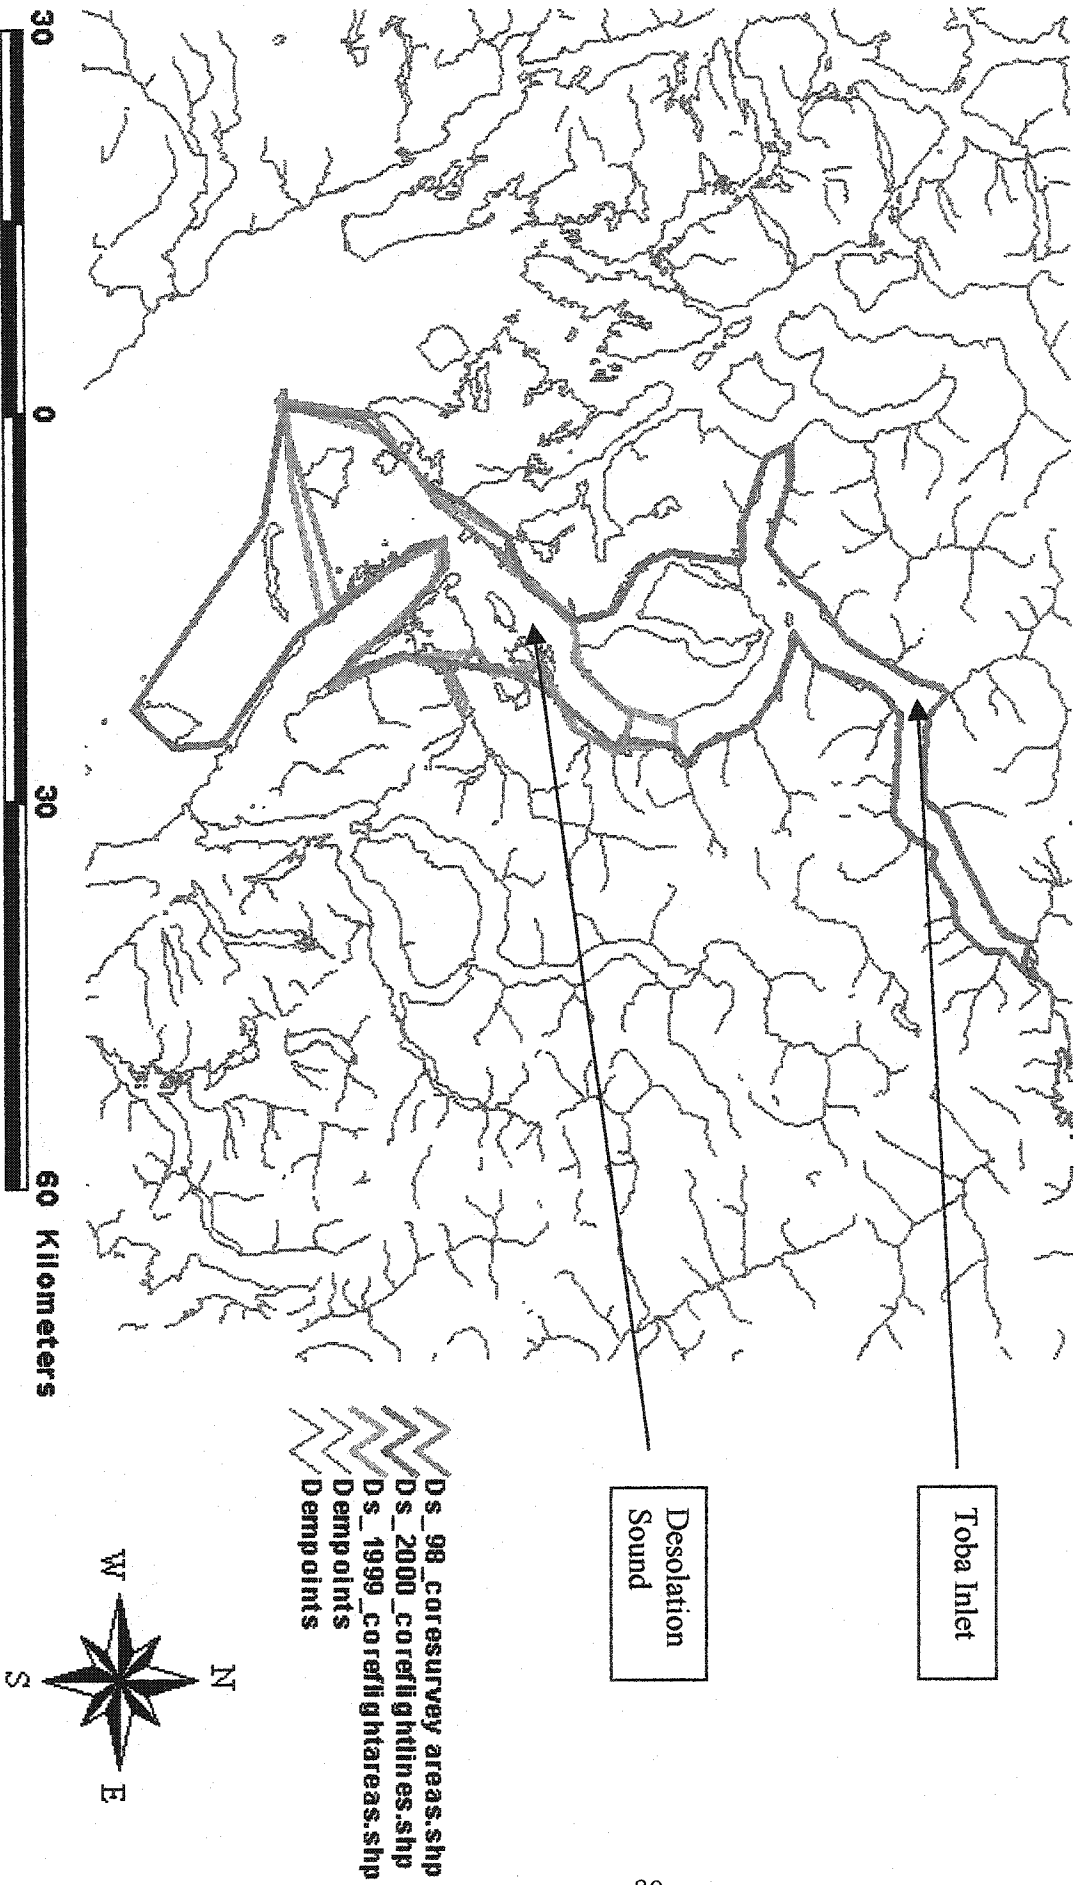 Toba Inlet
Desolation
Sound
Ds_98_coresurvey areas.shp
Ds_2000_coreflightlines.shp
Ds_1999_coreflightareas.shp
Dempoints
Dempoints
N
W
E
S
30 0 30 60 Kilometers